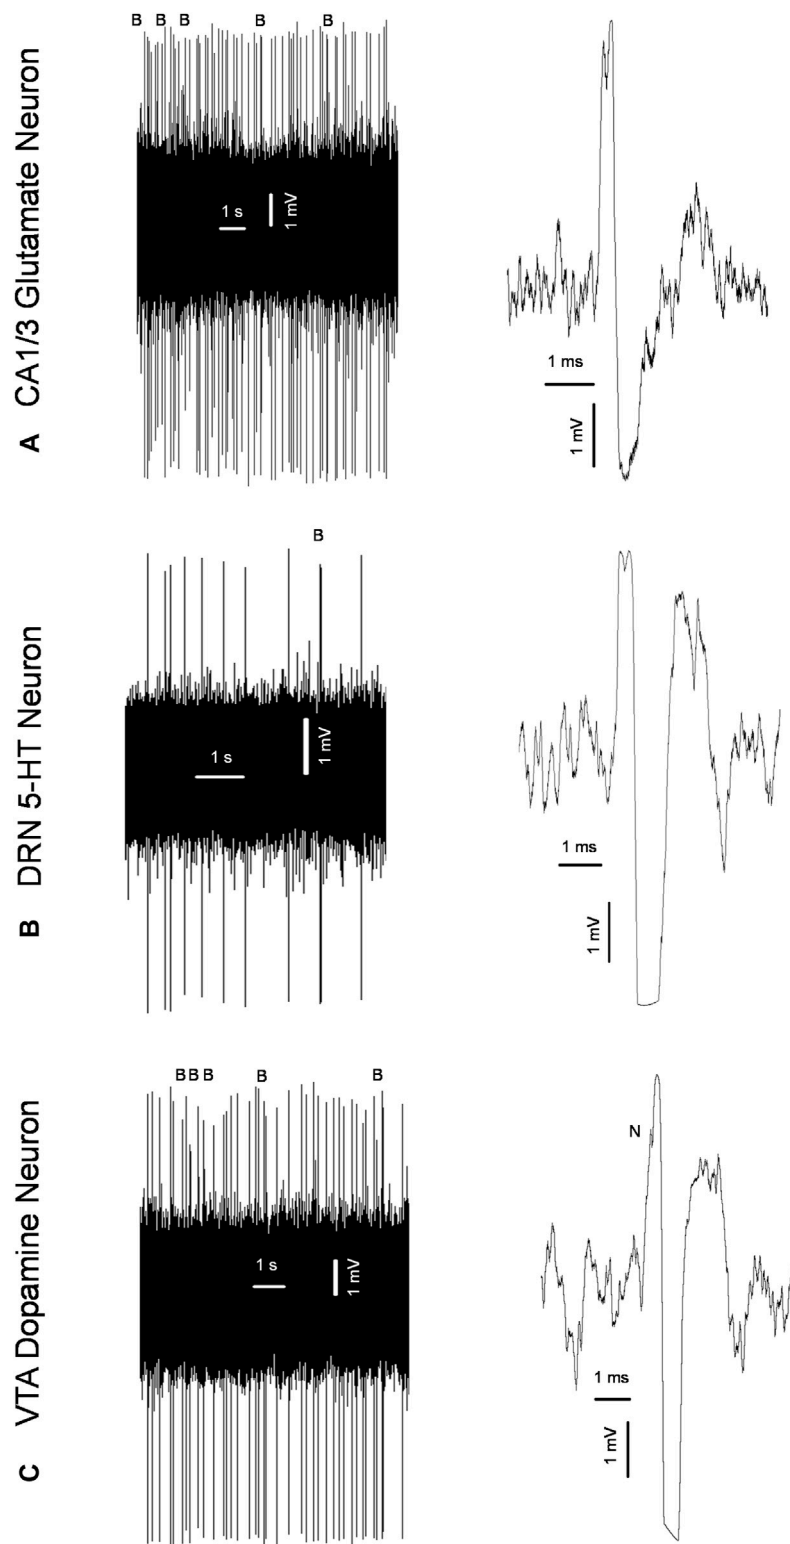 A CA1/3 Glutamate Neuron
B B B B B
1 s
1 mV
1 ms
1 mV
B DRN 5-HT Neuron
B
1 s
1 mV
1 ms
1 mV
C VTA Dopamine Neuron
B B B B B
1 s
1 mV
N
1 ms
1 mV